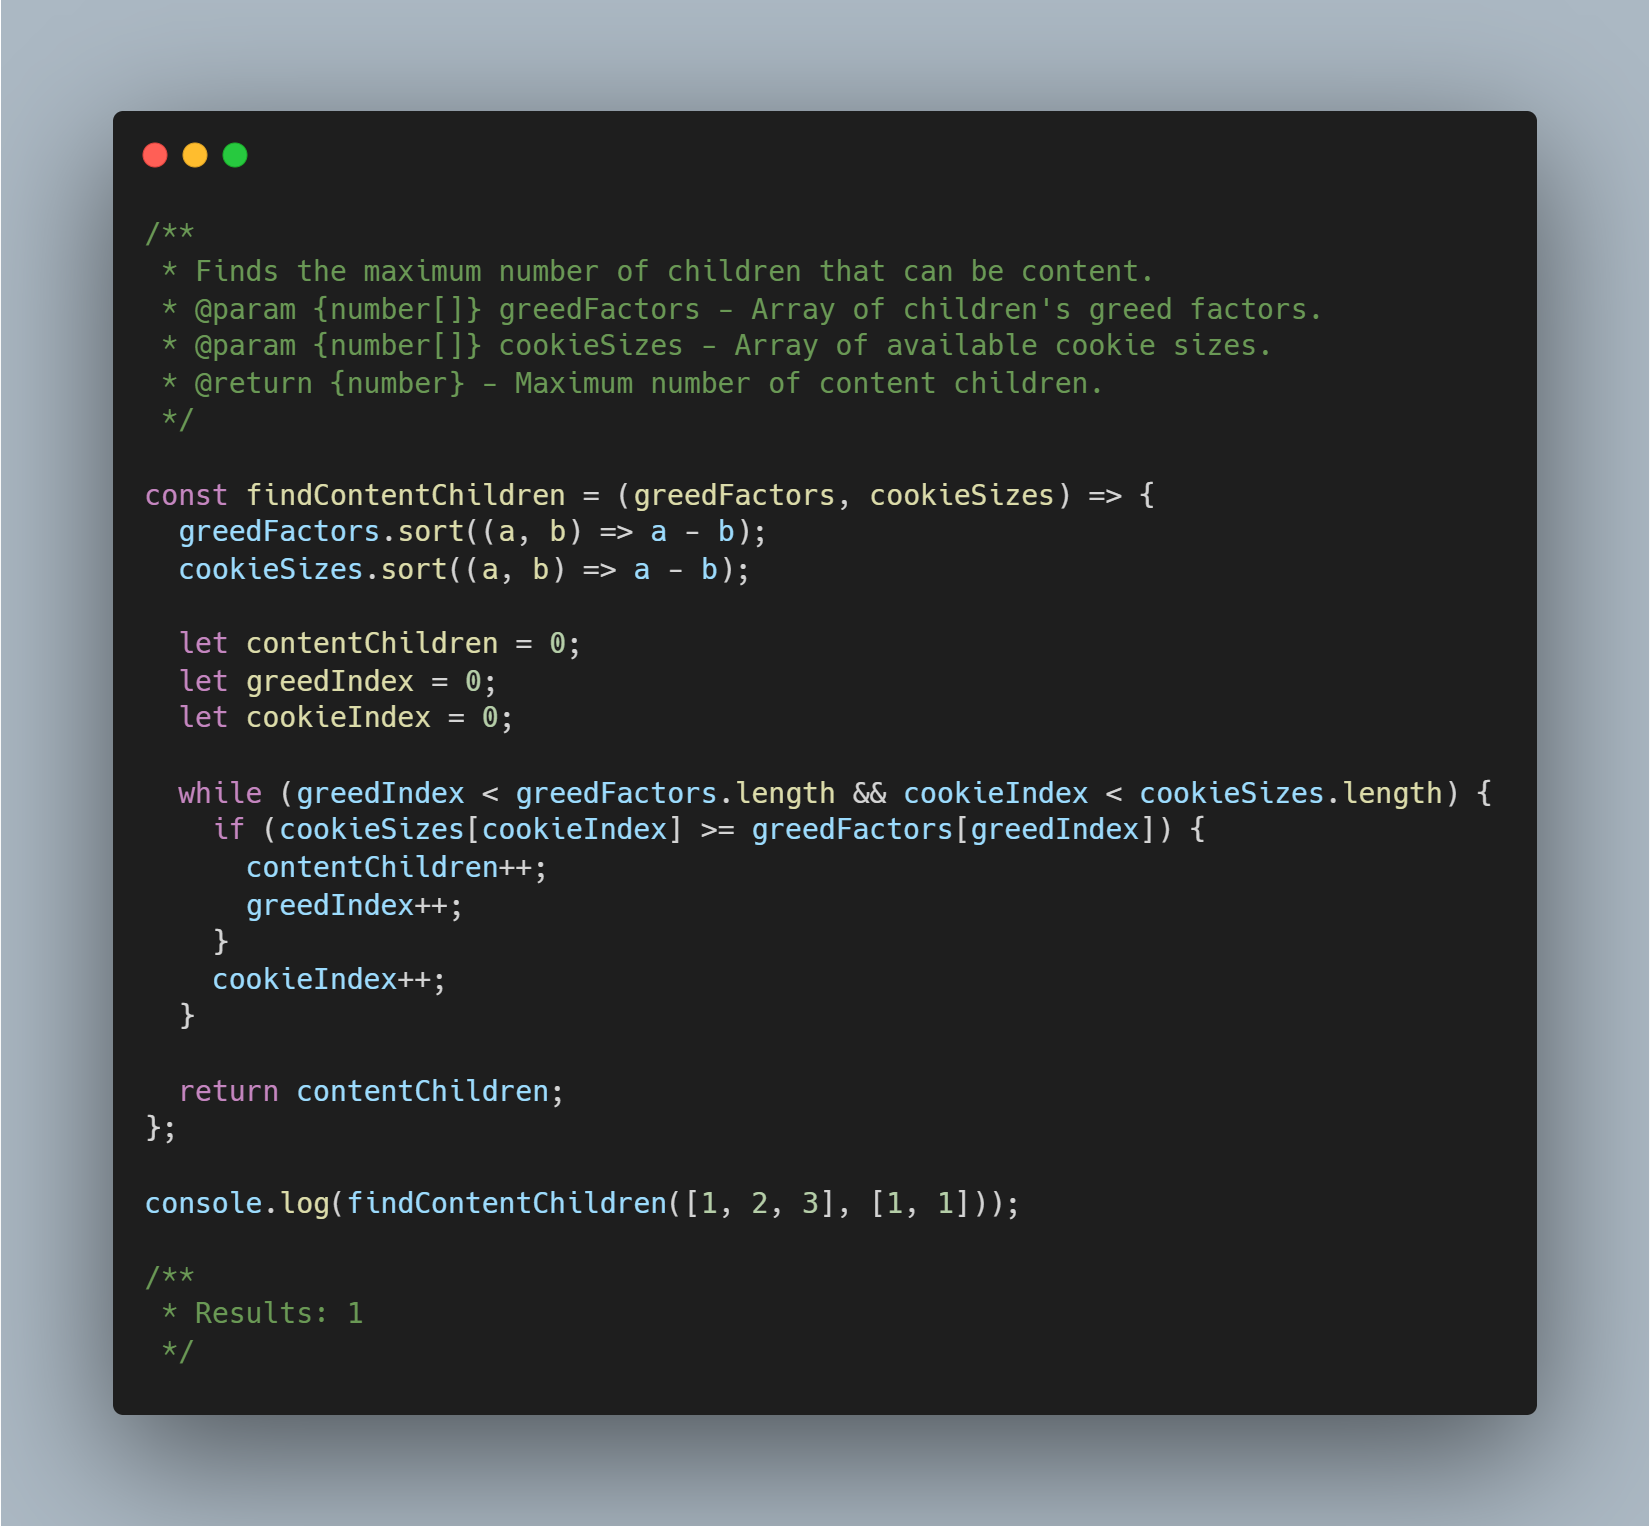 /**
 * Finds the maximum number of children that can be content.
 * @param {number[]} greedFactors - Array of children's greed factors.
 * @param {number[]} cookieSizes - Array of available cookie sizes.
 * @return {number} - Maximum number of content children.
 */

const findContentChildren = (greedFactors, cookieSizes) => {
  greedFactors.sort((a, b) => a - b);
  cookieSizes.sort((a, b) => a - b);

  let contentChildren = 0;
  let greedIndex = 0;
  let cookieIndex = 0;

  while (greedIndex < greedFactors.length && cookieIndex < cookieSizes.length) {
    if (cookieSizes[cookieIndex] >= greedFactors[greedIndex]) {
      contentChildren++;
      greedIndex++;
    }
    cookieIndex++;
  }

  return contentChildren;
};

console.log(findContentChildren([1, 2, 3], [1, 1]));

/**
 * Results: 1
 */